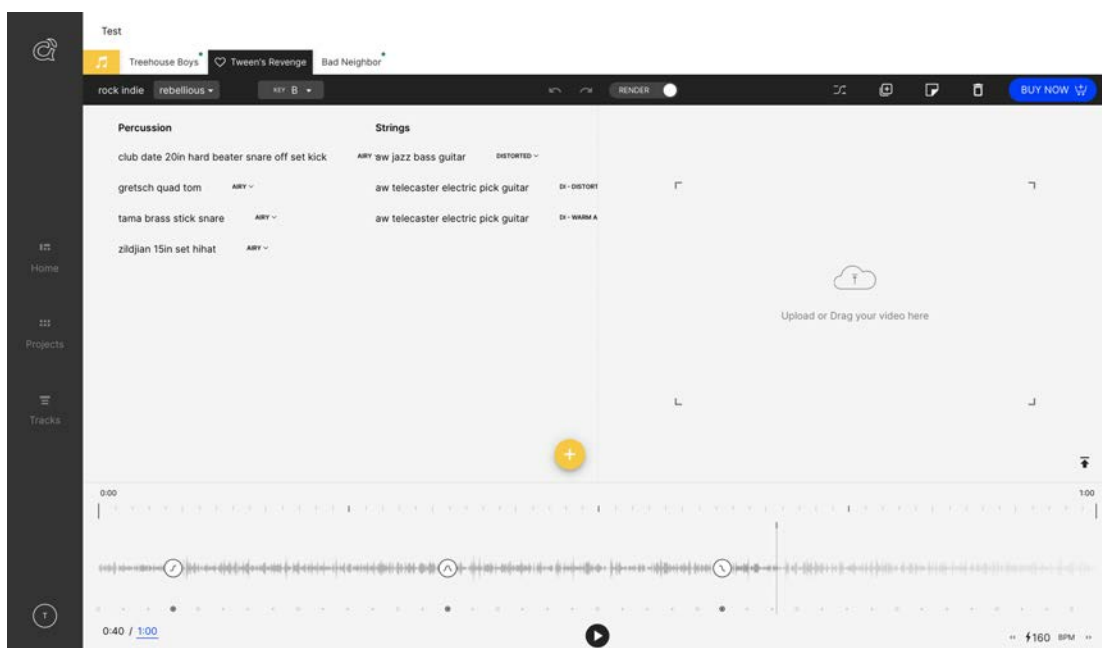 Test
Treehouse Boys Tween's Revenge Bad Neighbor
rock indie rebellious KEY B RENDER BUY NOW
Percussion Strings
club date 20in hard beater snare off set kick AIRY aw jazz bass guitar DISTORTED
gretsch quad tom AIRY aw telecaster electric pick guitar DI - DISTORT
tama brass stick snare AIRY aw telecaster electric pick guitar DI - WARM A
zildjian 15in set hihat AIRY
Home
Upload or Drag your video here
Projects
Tracks
0:00 1:00
T
0:40 / 1:00 160 BPM